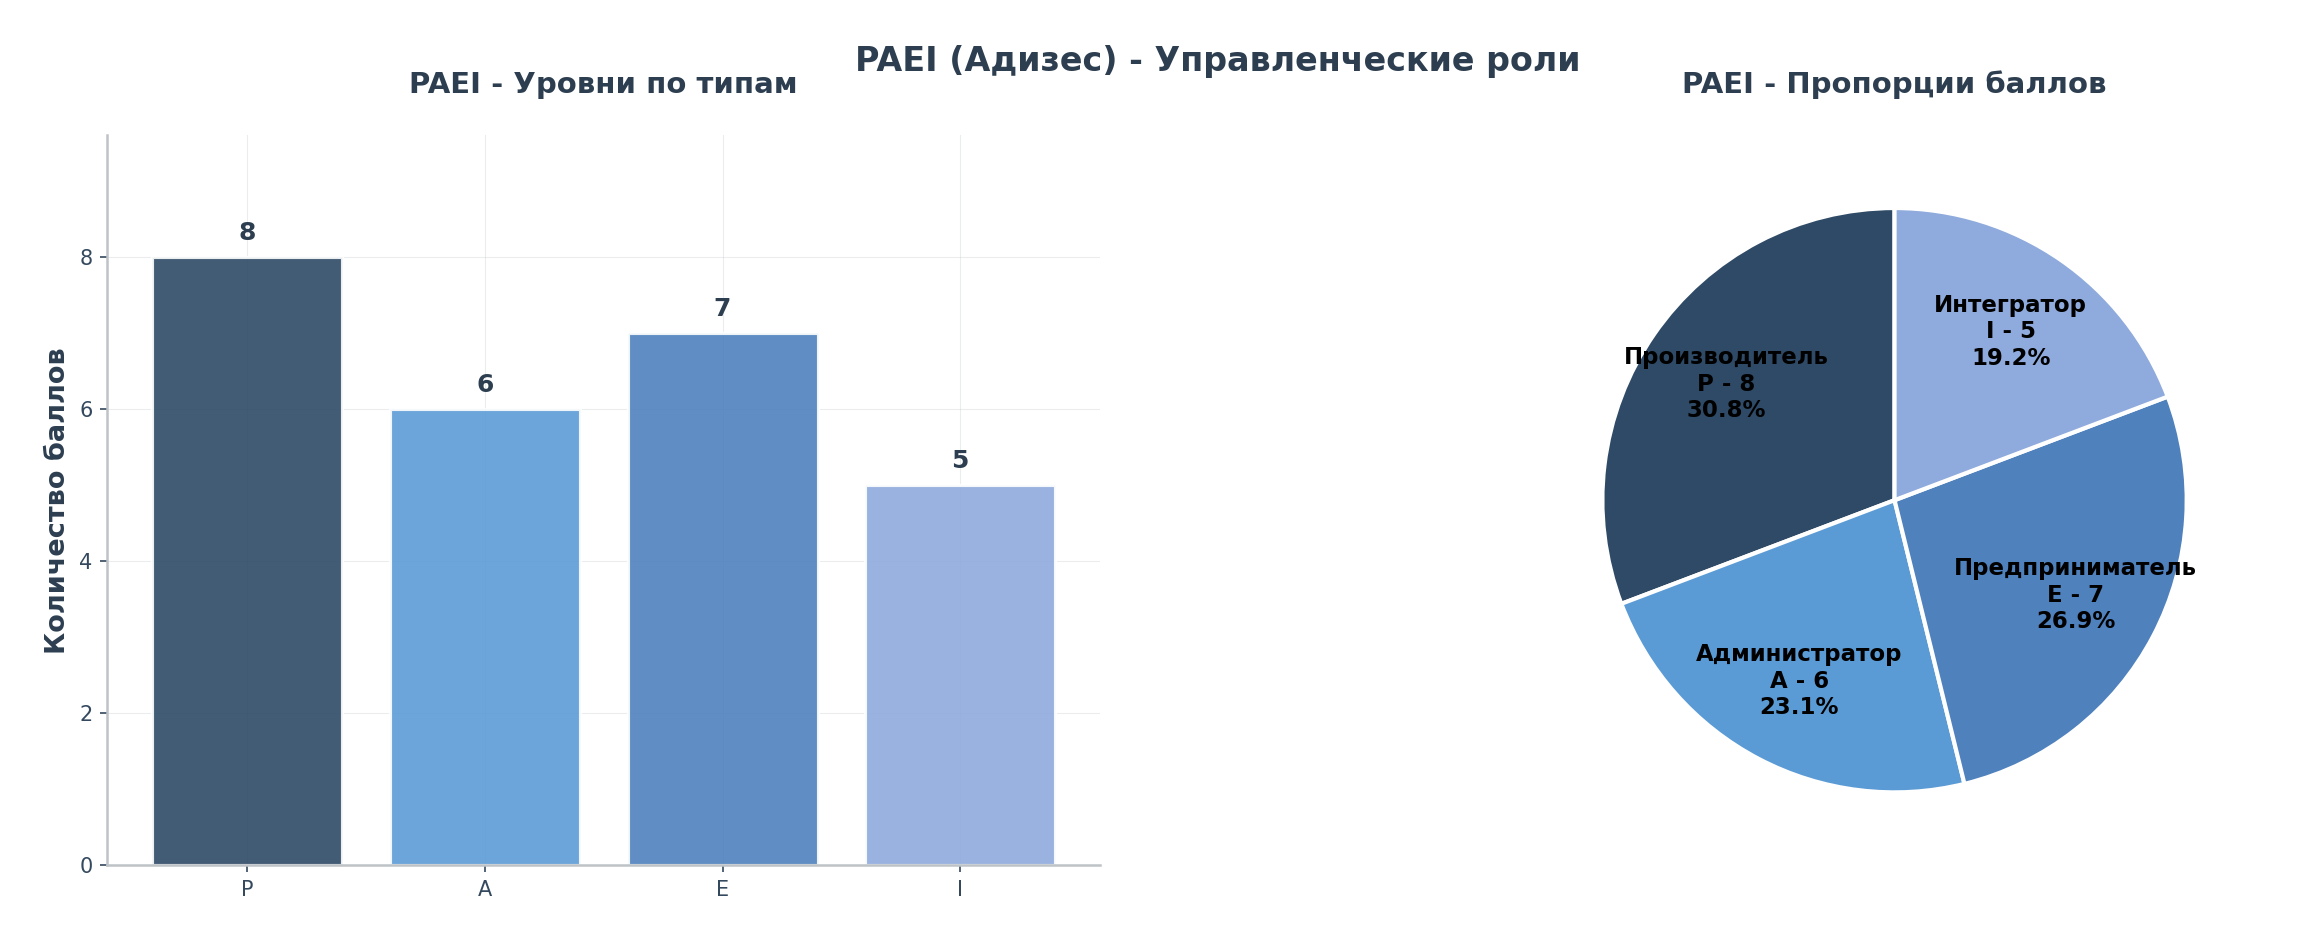 PAEI (Адизес) - Управленческие роли
PAEI - Уровни по типам
Количество баллов
8
6
4
2
0
8
6
7
5
P
A
E
I
PAEI - Пропорции баллов
Производитель
P - 8
30.8%
Интегратор
I - 5
19.2%
Предприниматель
E - 7
26.9%
Администратор
A - 6
23.1%